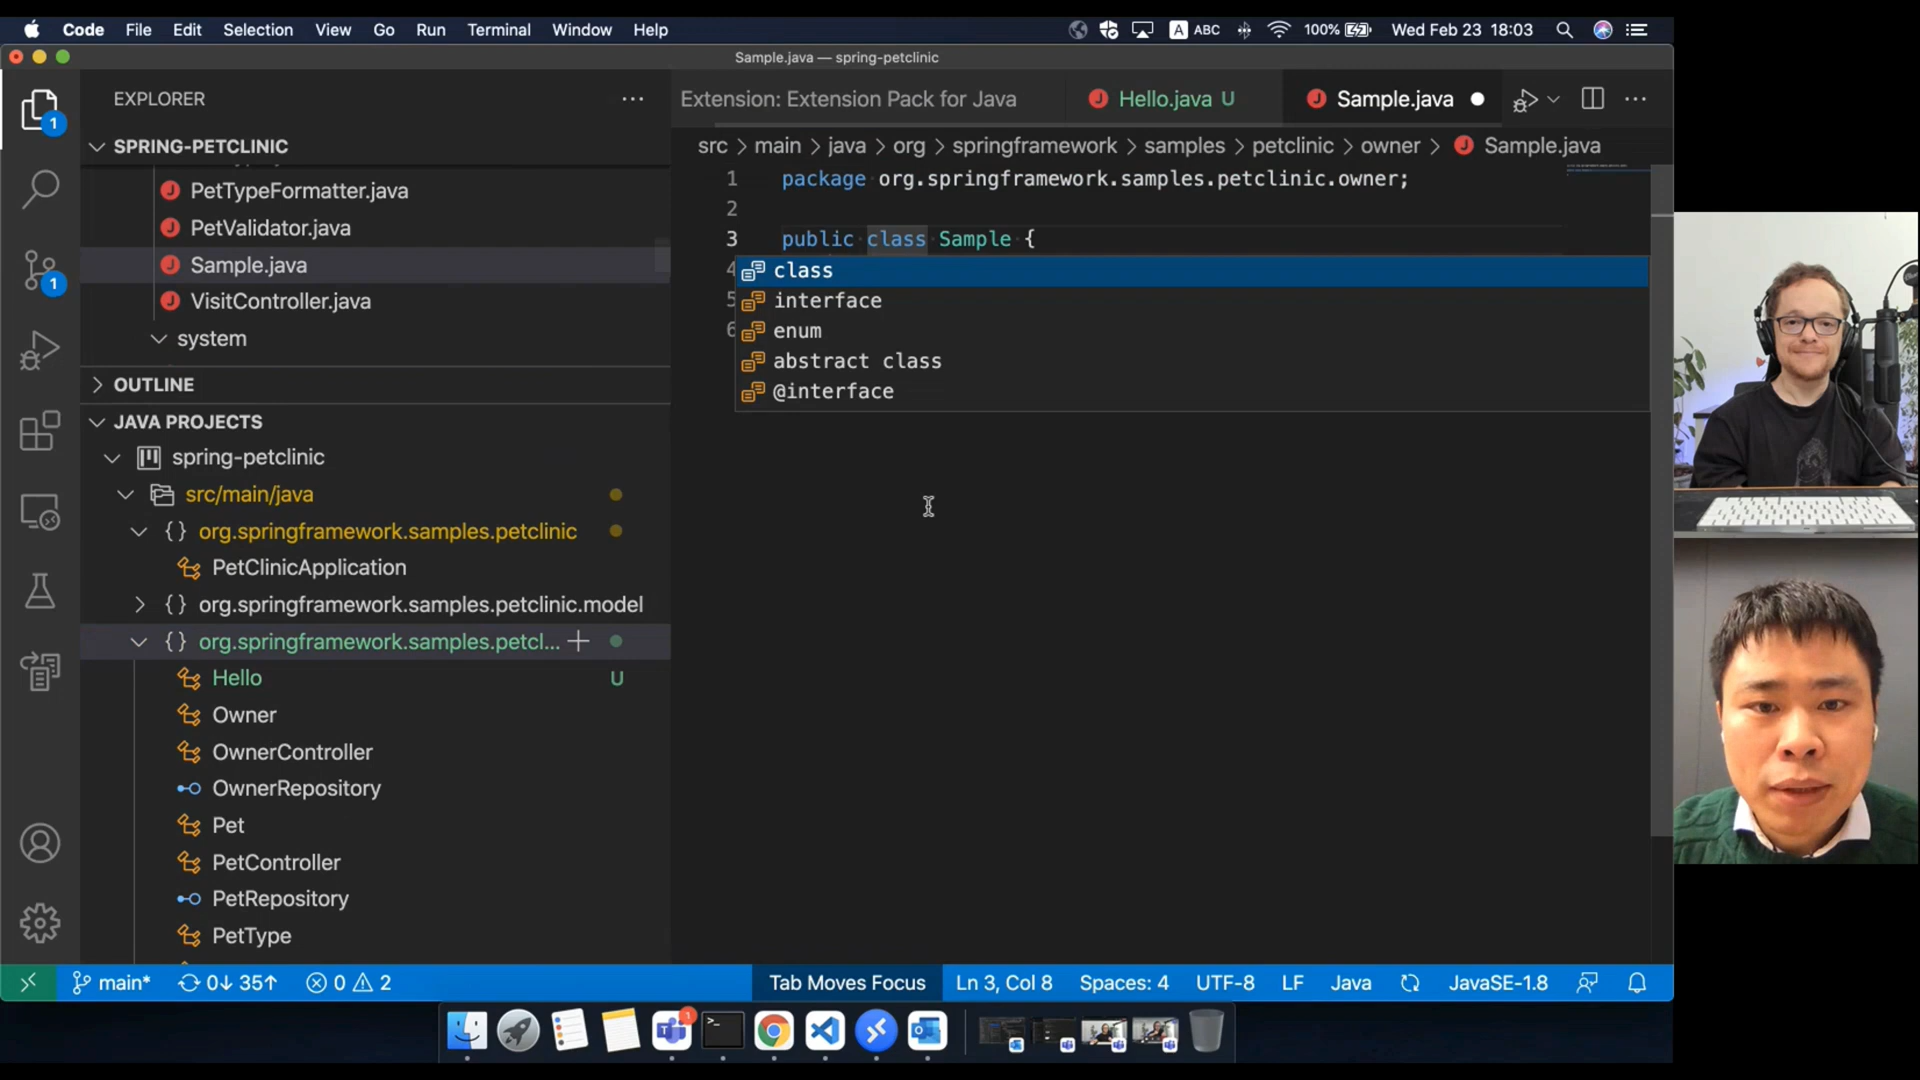 Code File Edit Selection View Go Run Terminal Window Help A ABC 100% Wed Feb 23 18:03
Sample.java — spring-petclinic
EXPLORER
SPRING-PETCLINIC
PetTypeFormatter.java
PetValidator.java
Sample.java
VisitController.java
system
OUTLINE
JAVA PROJECTS
spring-petclinic
src/main/java
{} org.springframework.samples.petclinic
PetClinicApplication
{} org.springframework.samples.petclinic.model
{} org.springframework.samples.petcl...
Hello U
Owner
OwnerController
OwnerRepository
Pet
PetController
PetRepository
PetType
1
1
Extension: Extension Pack for Java
J Hello.java U
J Sample.java
src > main > java > org > springframework > samples > petclinic > owner > J Sample.java
1 package org.springframework.samples.petclinic.owner;
2
3 public class Sample {
4
5
6
class
interface
enum
abstract class
@interface
main* 0↓ 35↑ 0 2 Tab Moves Focus Ln 3, Col 8 Spaces: 4 UTF-8 LF Java JavaSE-1.8
1